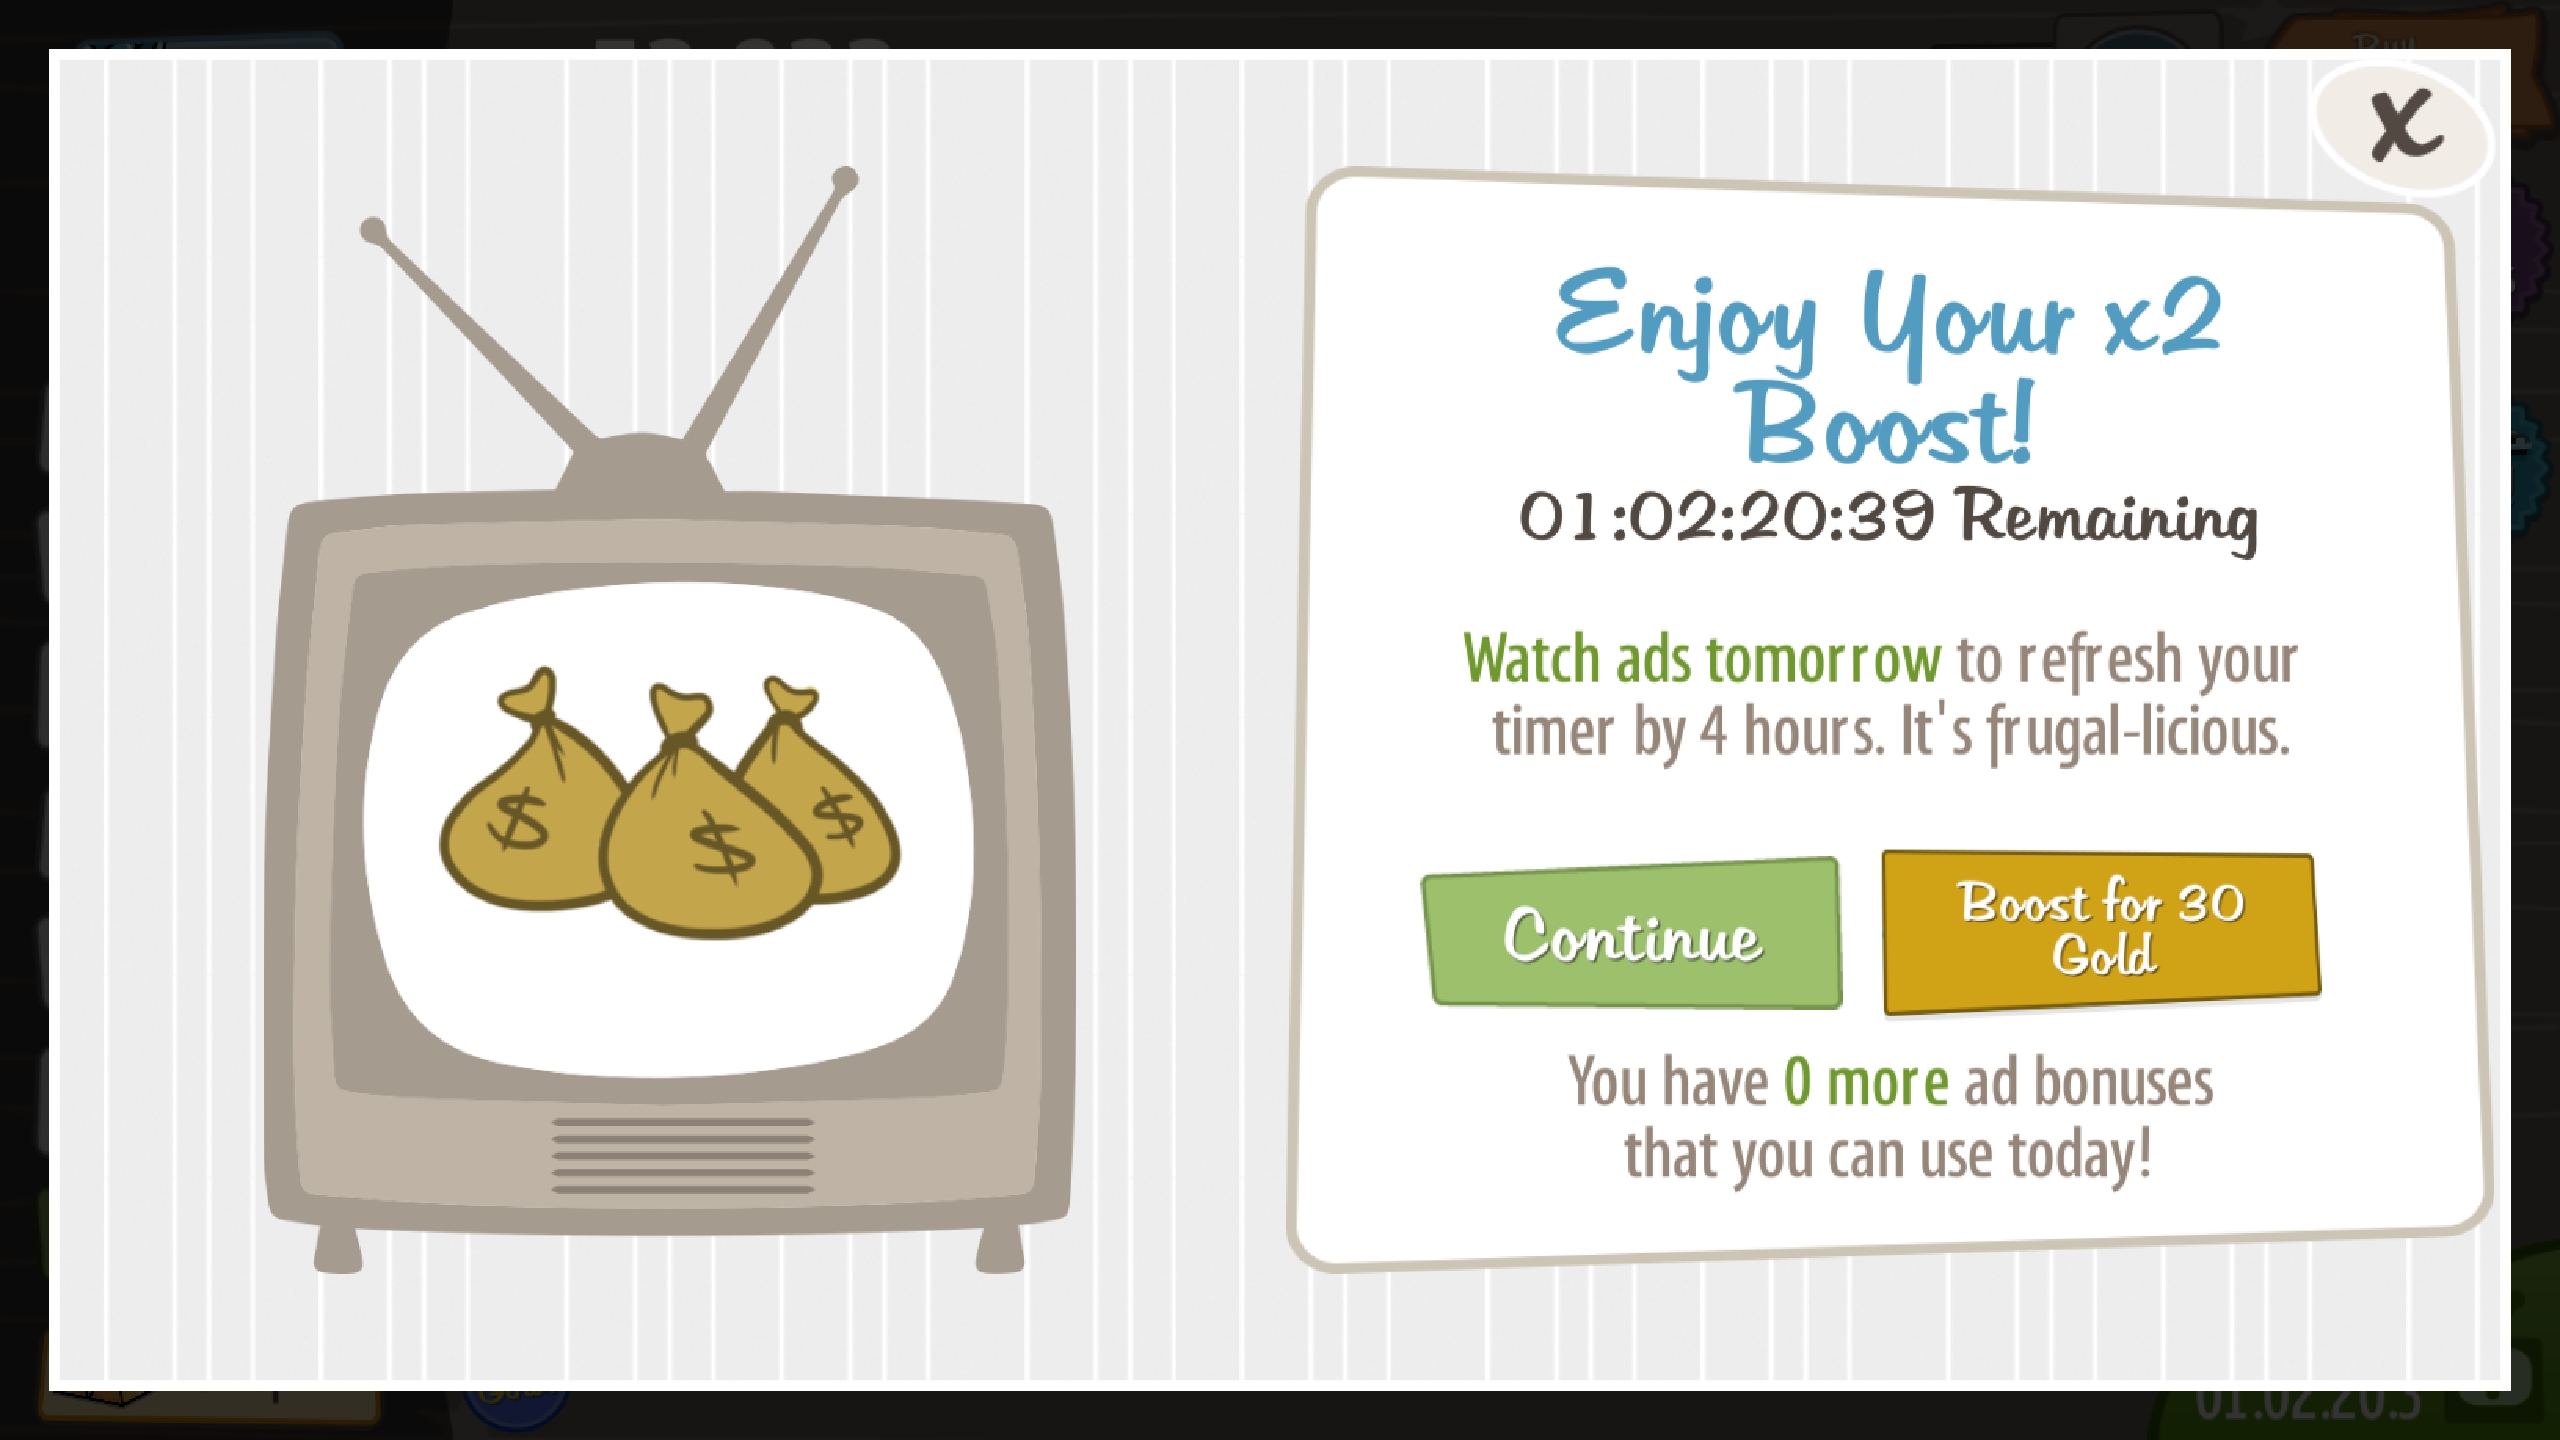 x
Enjoy Your x2
Boost!
01:02:20:39 Remaining
Watch ads tomorrow to refresh your
timer by 4 hours. It's frugal-licious.
$ $ $
Continue
Boost for 30
Gold
You have 0 more ad bonuses
that you can use today!